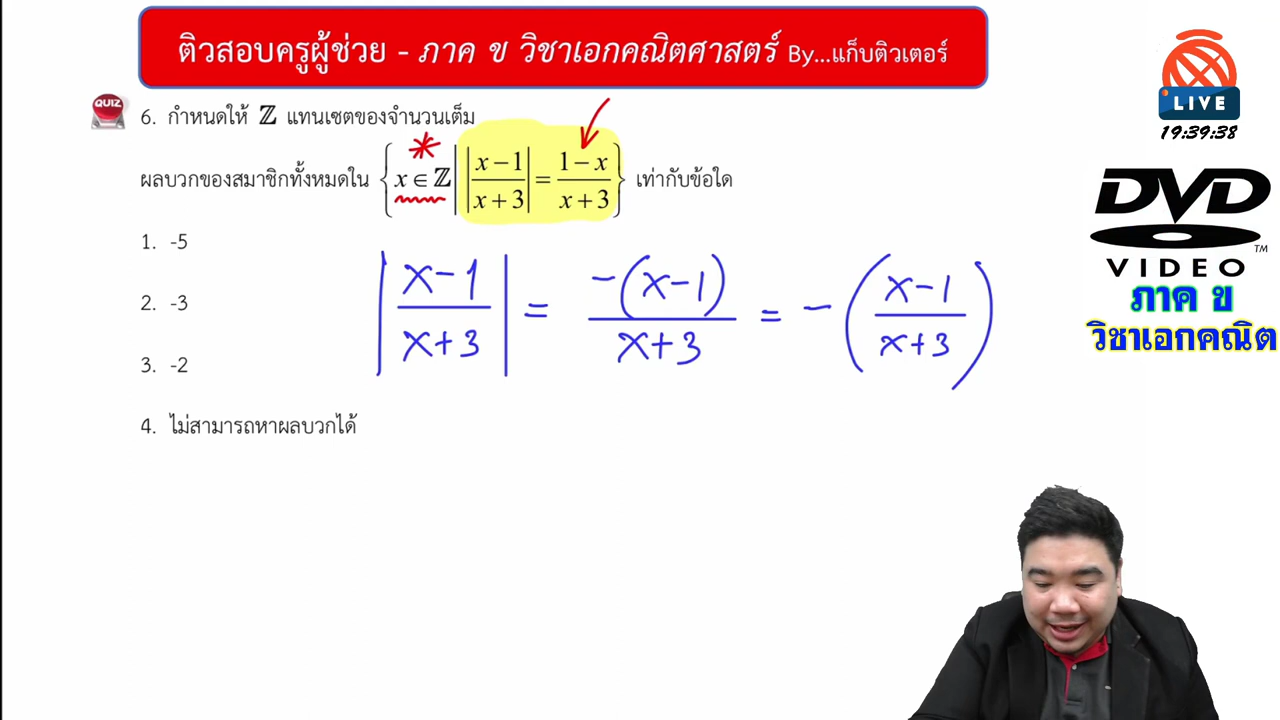 ติวสอบครูผู้ช่วย - ภาค ข วิชาเอกคณิตศาสตร์ By...แก็บติวเตอร์
LIVE
19:39:38
QUIZ
6. กำหนดให้ ℤ แทนเซตของจำนวนเต็ม
ผลบวกของสมาชิกทั้งหมดใน {x ∈ ℤ | |(x − 1)/(x + 3)| = (1 − x)/(x + 3)} เท่ากับข้อใด
1. -5
2. -3
3. -2
4. ไม่สามารถหาผลบวกได้
|(x-1)/(x+3)| = -(x-1)/(x+3) = -((x-1)/(x+3))
DVD
TM
VIDEO
ภาค ข
วิชาเอกคณิต